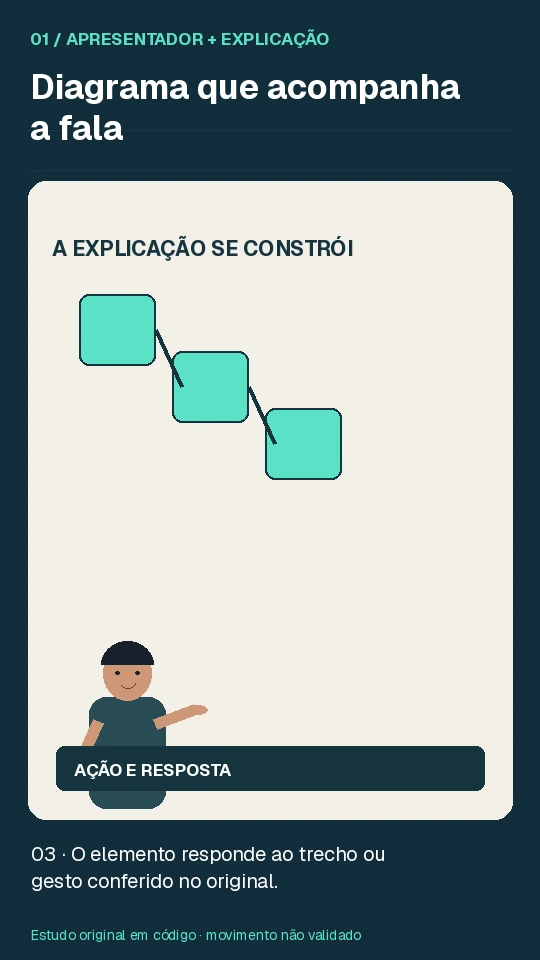 01 / APRESENTADOR + EXPLICAÇÃO
Diagrama que acompanha
a fala
A EXPLICAÇÃO SE CONSTRÓI
AÇÃO E RESPOSTA
03 · O elemento responde ao trecho ou
gesto conferido no original.
Estudo original em código · movimento não validado